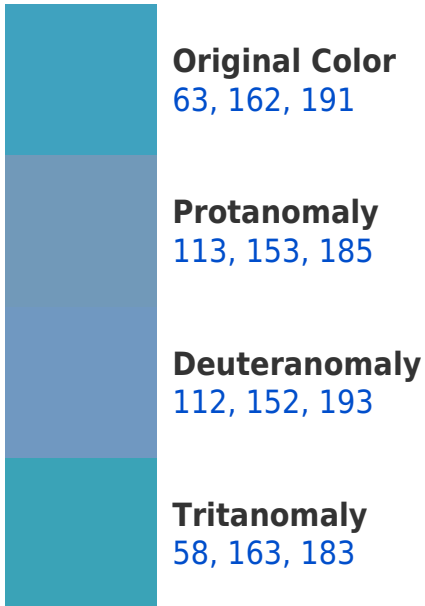 Original Color
63, 162, 191
Protanomaly
113, 153, 185
Deuteranomaly
112, 152, 193
Tritanomaly
58, 163, 183